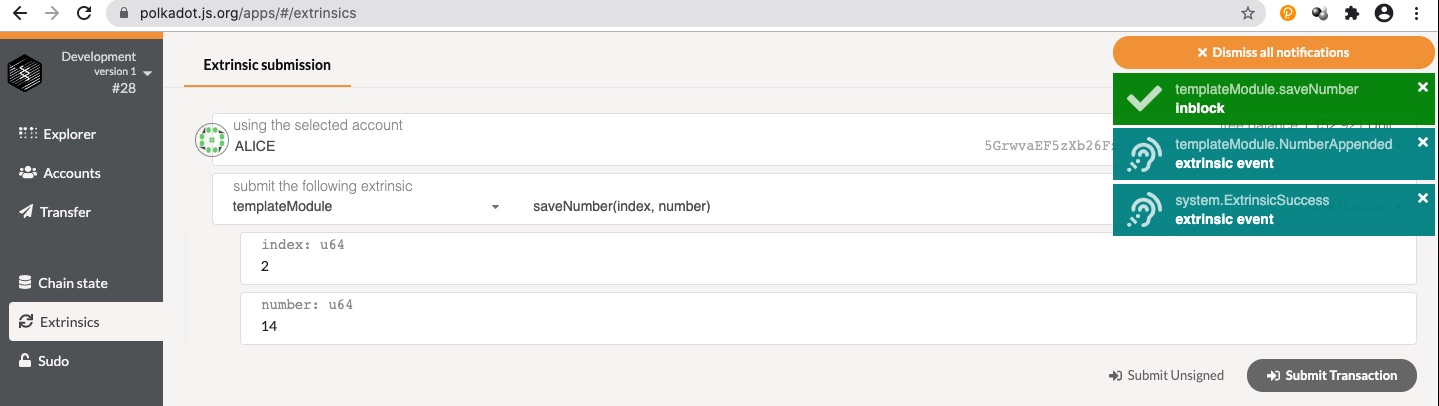 polkadot.js.org/apps/#/extrinsics
Development
version 1
#28
Explorer
Accounts
Transfer
Chain state
Extrinsics
Sudo
Extrinsic submission
using the selected account
ALICE
5GrwvaEF5zXb26F
submit the following extrinsic
templateModule
saveNumber(index, number)
index: u64
2
number: u64
14
Submit Unsigned
Submit Transaction
Dismiss all notifications
templateModule.saveNumber
inblock
templateModule.NumberAppended
extrinsic event
system.ExtrinsicSuccess
extrinsic event